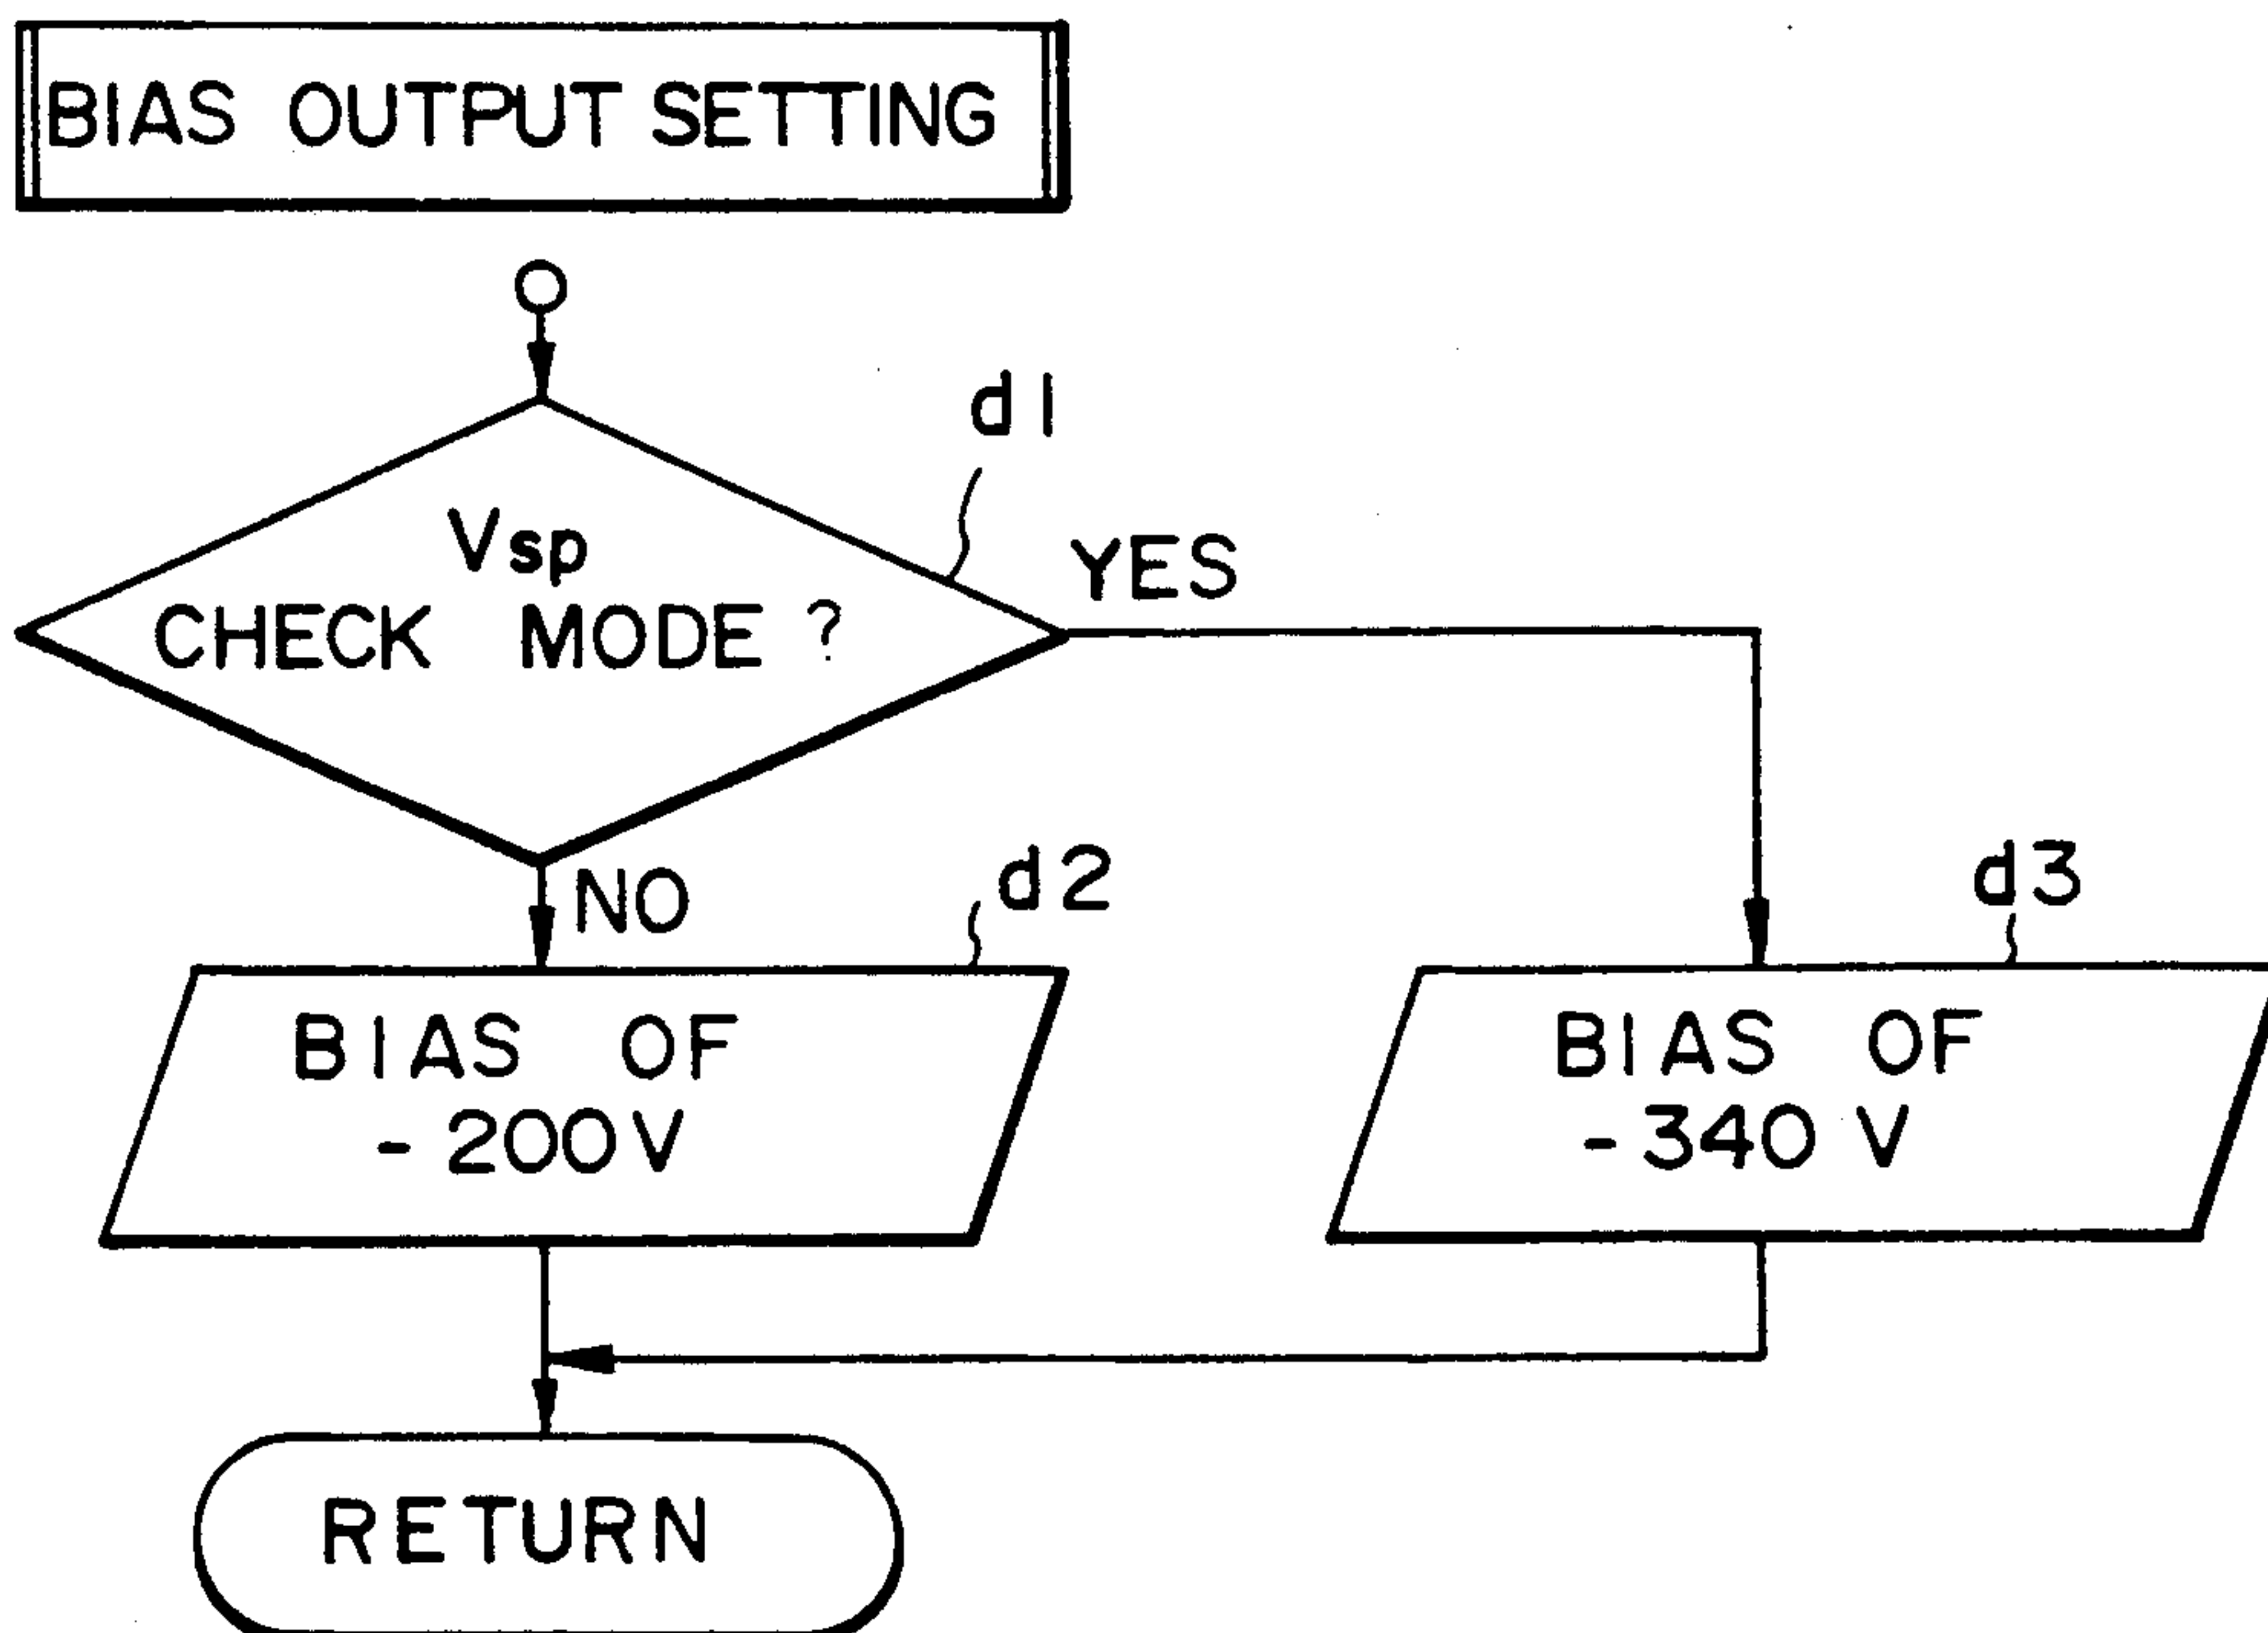 BIAS OUTPUT SETTING
d1
Vsp
CHECK MODE ?
YES
NO
d2
d3
BIAS OF
-200V
BIAS OF
-340 V
RETURN